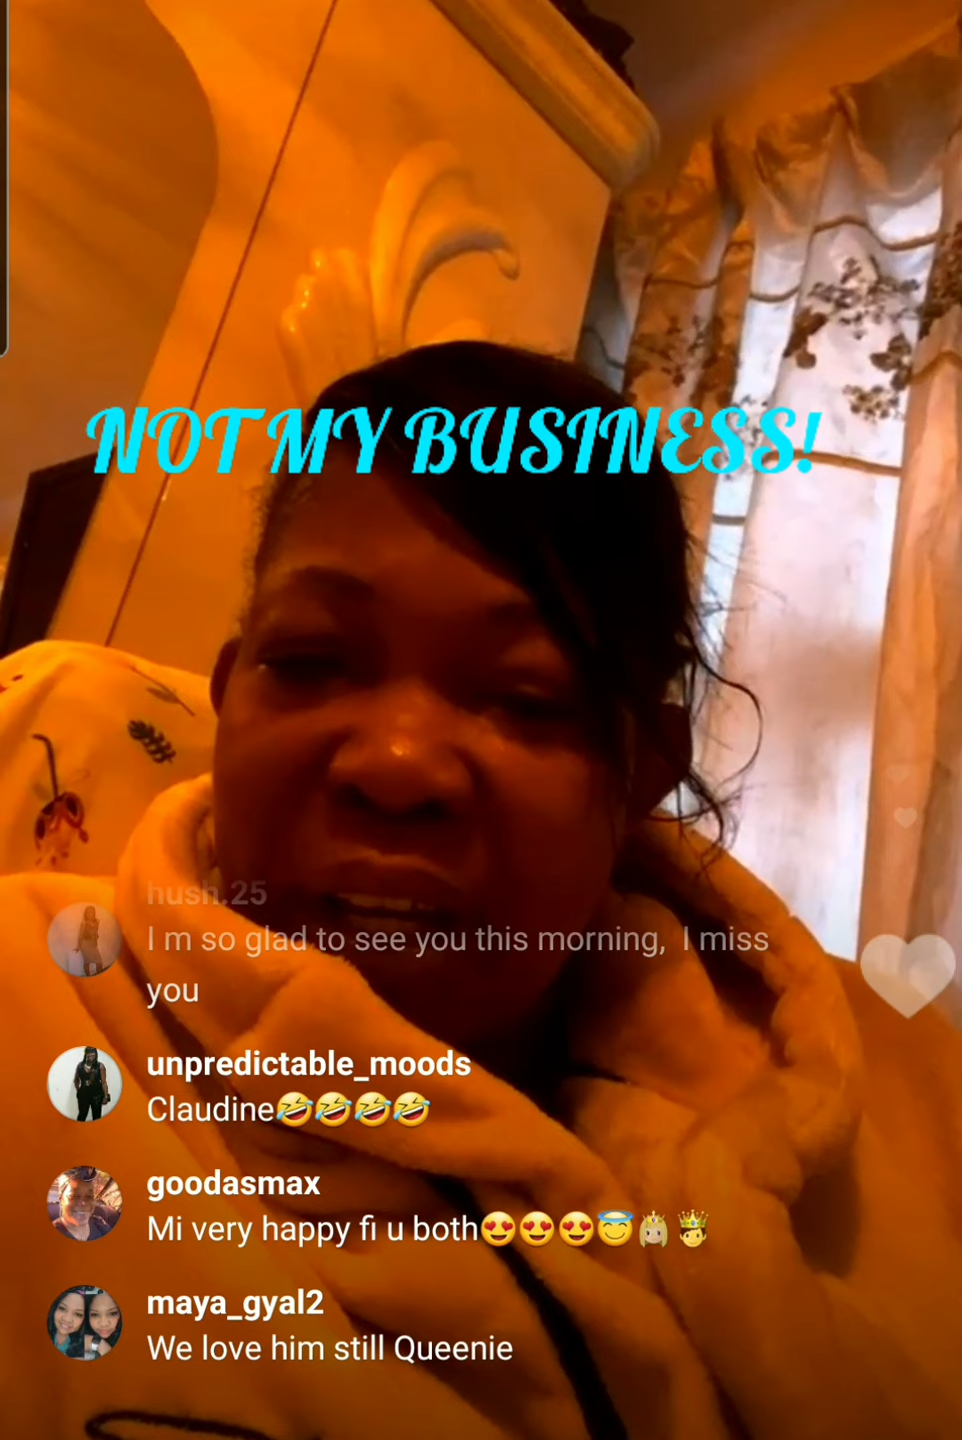 NOT MY BUSINESS!
hush.25
I m so glad to see you this morning, I miss
you
unpredictable_moods
Claudine🤣🤣🤣🤣
goodasmax
Mi very happy fi u both😍😍😍😇👸🏼🤴
maya_gyal2
We love him still Queenie